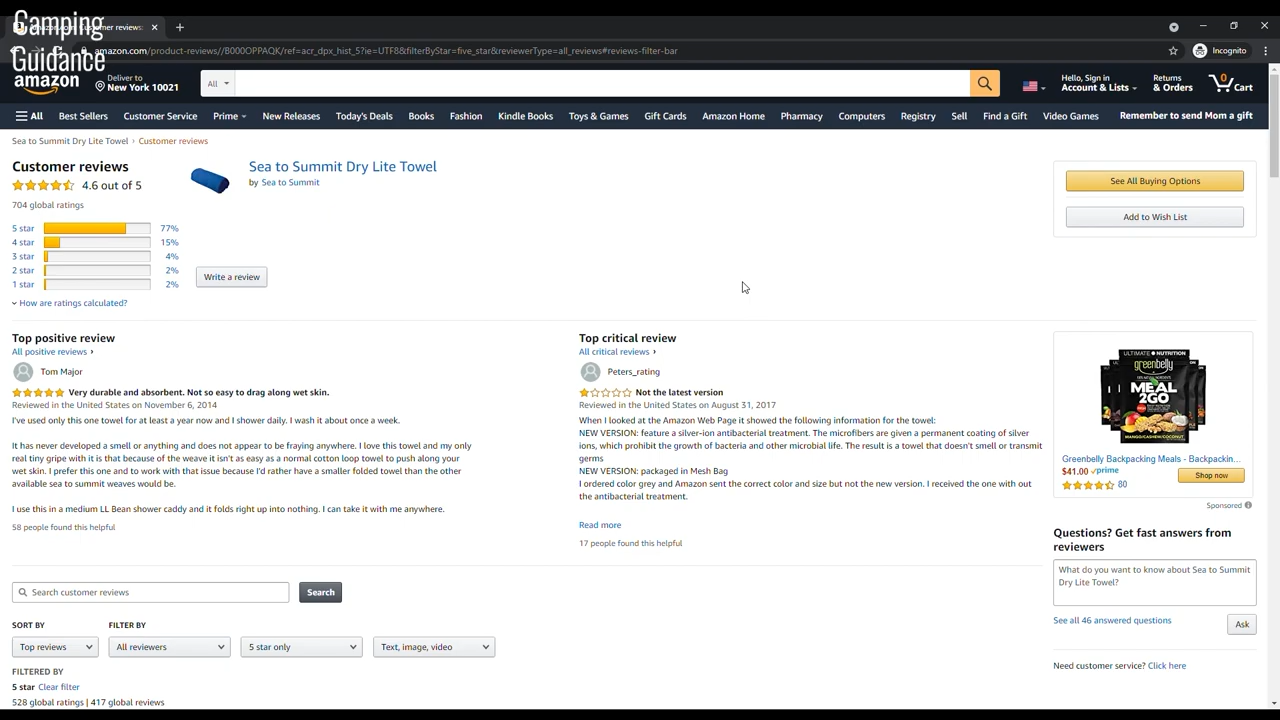 Camping
Guidance
amazon.com/product-reviews//B000OPPAQK/ref=acr_dpx_hist_5?ie=UTF8&filterByStar=five_star&reviewerType=all_reviews#reviews-filter-bar
Incognito
amazon
Deliver to
New York 10021
All
Hello, Sign in
Account & Lists
Returns
& Orders
0
Cart
All
Best Sellers
Customer Service
Prime
New Releases
Today's Deals
Books
Fashion
Kindle Books
Toys & Games
Gift Cards
Amazon Home
Pharmacy
Computers
Registry
Sell
Find a Gift
Video Games
Remember to send Mom a gift
Sea to Summit Dry Lite Towel › Customer reviews
Customer reviews
4.6 out of 5
704 global ratings
5 star 77%
4 star 15%
3 star 4%
2 star 2%
1 star 2%
How are ratings calculated?
Sea to Summit Dry Lite Towel
by Sea to Summit
Write a review
See All Buying Options
Add to Wish List
Top positive review
All positive reviews ›
Tom Major
Very durable and absorbent. Not so easy to drag along wet skin.
Reviewed in the United States on November 6, 2014
I've used only this one towel for at least a year now and I shower daily. I wash it about once a week.
It has never developed a smell or anything and does not appear to be fraying anywhere. I love this towel and my only
real tiny gripe with it is that because of the weave it isn't as easy as a normal cotton loop towel to push along your
wet skin. I prefer this one and to work with that issue because I'd rather have a smaller folded towel than the other
available sea to summit weaves would be.
I use this in a medium LL Bean shower caddy and it folds right up into nothing. I can take it with me anywhere.
58 people found this helpful
Top critical review
All critical reviews ›
Peters_rating
Not the latest version
Reviewed in the United States on August 31, 2017
When I looked at the Amazon Web Page it showed the following information for the towel:
NEW VERSION: feature a silver-ion antibacterial treatment. The microfibers are given a permanent coating of silver
ions, which prohibit the growth of bacteria and other microbial life. The result is a towel that doesn't smell or transmit
germs
NEW VERSION: packaged in Mesh Bag
I ordered color grey and Amazon sent the correct color and size but not the new version. I received the one with out
the antibacterial treatment.
Read more
17 people found this helpful
ULTIMATE NUTRITION
greenbelly
MEAL
2GO
MANGO/CASHEW/COCONUT
Greenbelly Backpacking Meals - Backpackin...
$41.00 prime
80
Shop now
Sponsored
Questions? Get fast answers from
reviewers
What do you want to know about Sea to Summit
Dry Lite Towel?
See all 46 answered questions
Ask
Need customer service? Click here
Search customer reviews
Search
SORT BY
FILTER BY
Top reviews
All reviewers
5 star only
Text, image, video
FILTERED BY
5 star Clear filter
528 global ratings | 417 global reviews